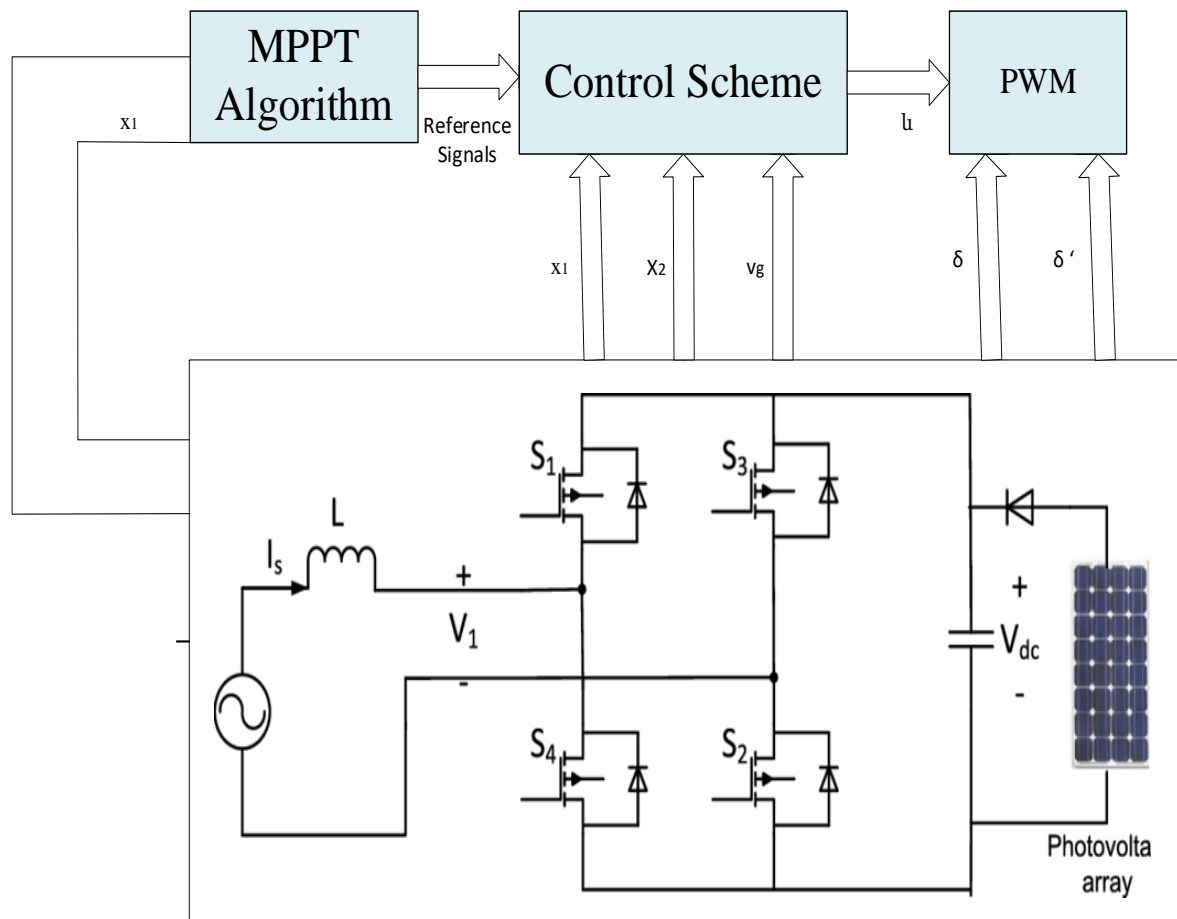 MPPT
Algorithm
Control Scheme
PWM
x1
Reference
Signals
u
x1
X2
vg
δ
δ ‘
S1
S3
L
Is
+
V1
-
+
Vdc
-
S4
S2
Photovolta
array